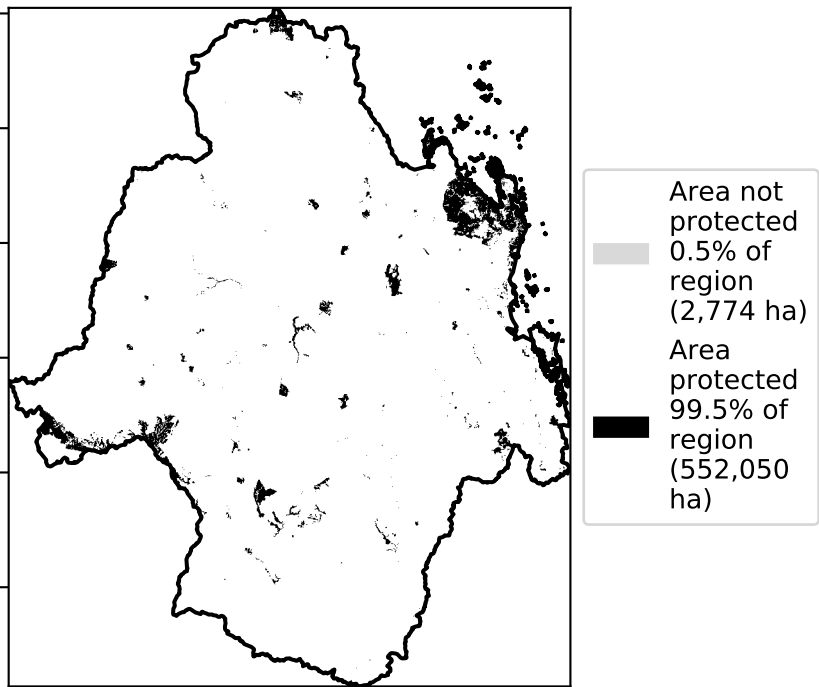 Area not
protected
0.5% of
region
(2,774 ha)
Area
protected
99.5% of
region
(552,050
ha)